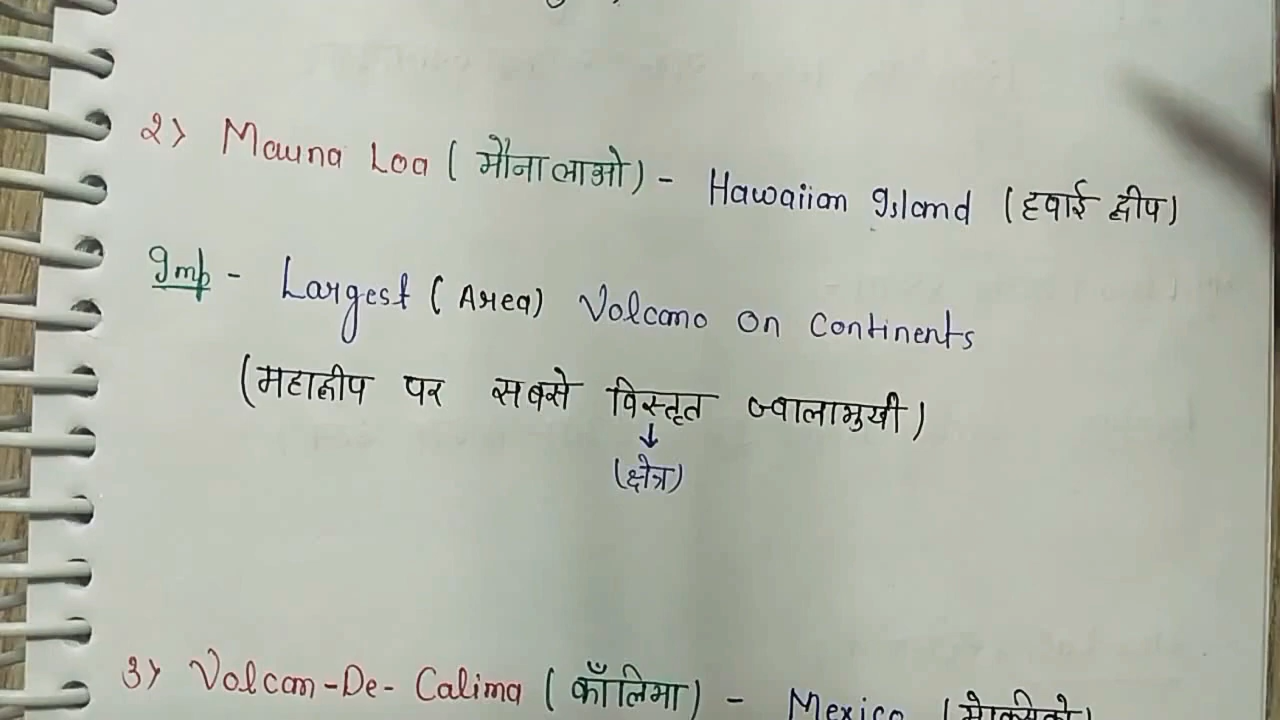 2> Mauna Loa (मौनालाओ) - Hawaiian Island (हवाई द्वीप)
Imp - Largest (Area) Volcano on Continents
(महाद्वीप पर सबसे विस्तृत ज्वालामुखी)
↓
(क्षेत्र)
3> Volcan-De-Calima (काँलिमा) - Mexico (मेक्सिको)